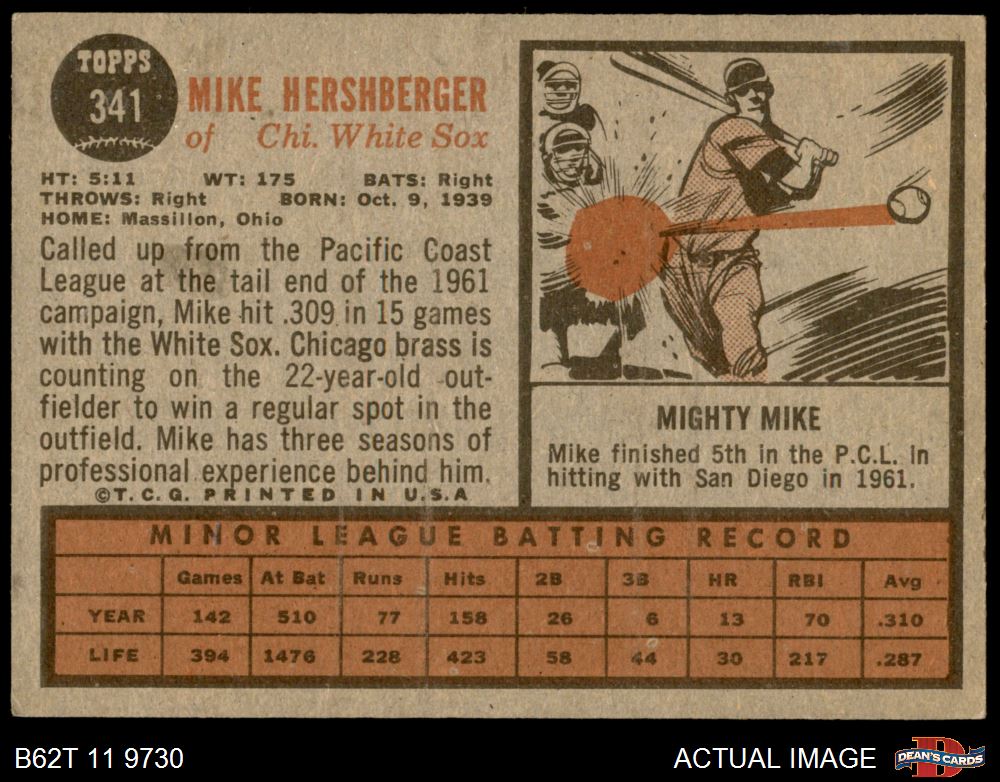 TOPPS
341
MIKE HERSHBERGER
of Chi. White Sox
HT: 5:11 WT: 175 BATS: Right
THROWS: Right BORN: Oct. 9, 1939
HOME: Massillon, Ohio
Called up from the Pacific Coast
League at the tail end of the 1961
campaign, Mike hit .309 in 15 games
with the White Sox. Chicago brass is
counting on the 22-year-old out-
fielder to win a regular spot in the
outfield. Mike has three seasons of
professional experience behind him.
©T.C.G. PRINTED IN U.S.A
MIGHTY MIKE
Mike finished 5th in the P.C.L. in
hitting with San Diego in 1961.
MINOR LEAGUE BATTING RECORD
Games At Bat Runs Hits 2B 3B HR RBI Avg
YEAR 142 510 77 158 26 6 13 70 .310
LIFE 394 1476 228 423 58 44 30 217 .287
B62T 11 9730
ACTUAL IMAGE
D
DEAN'S CARDS